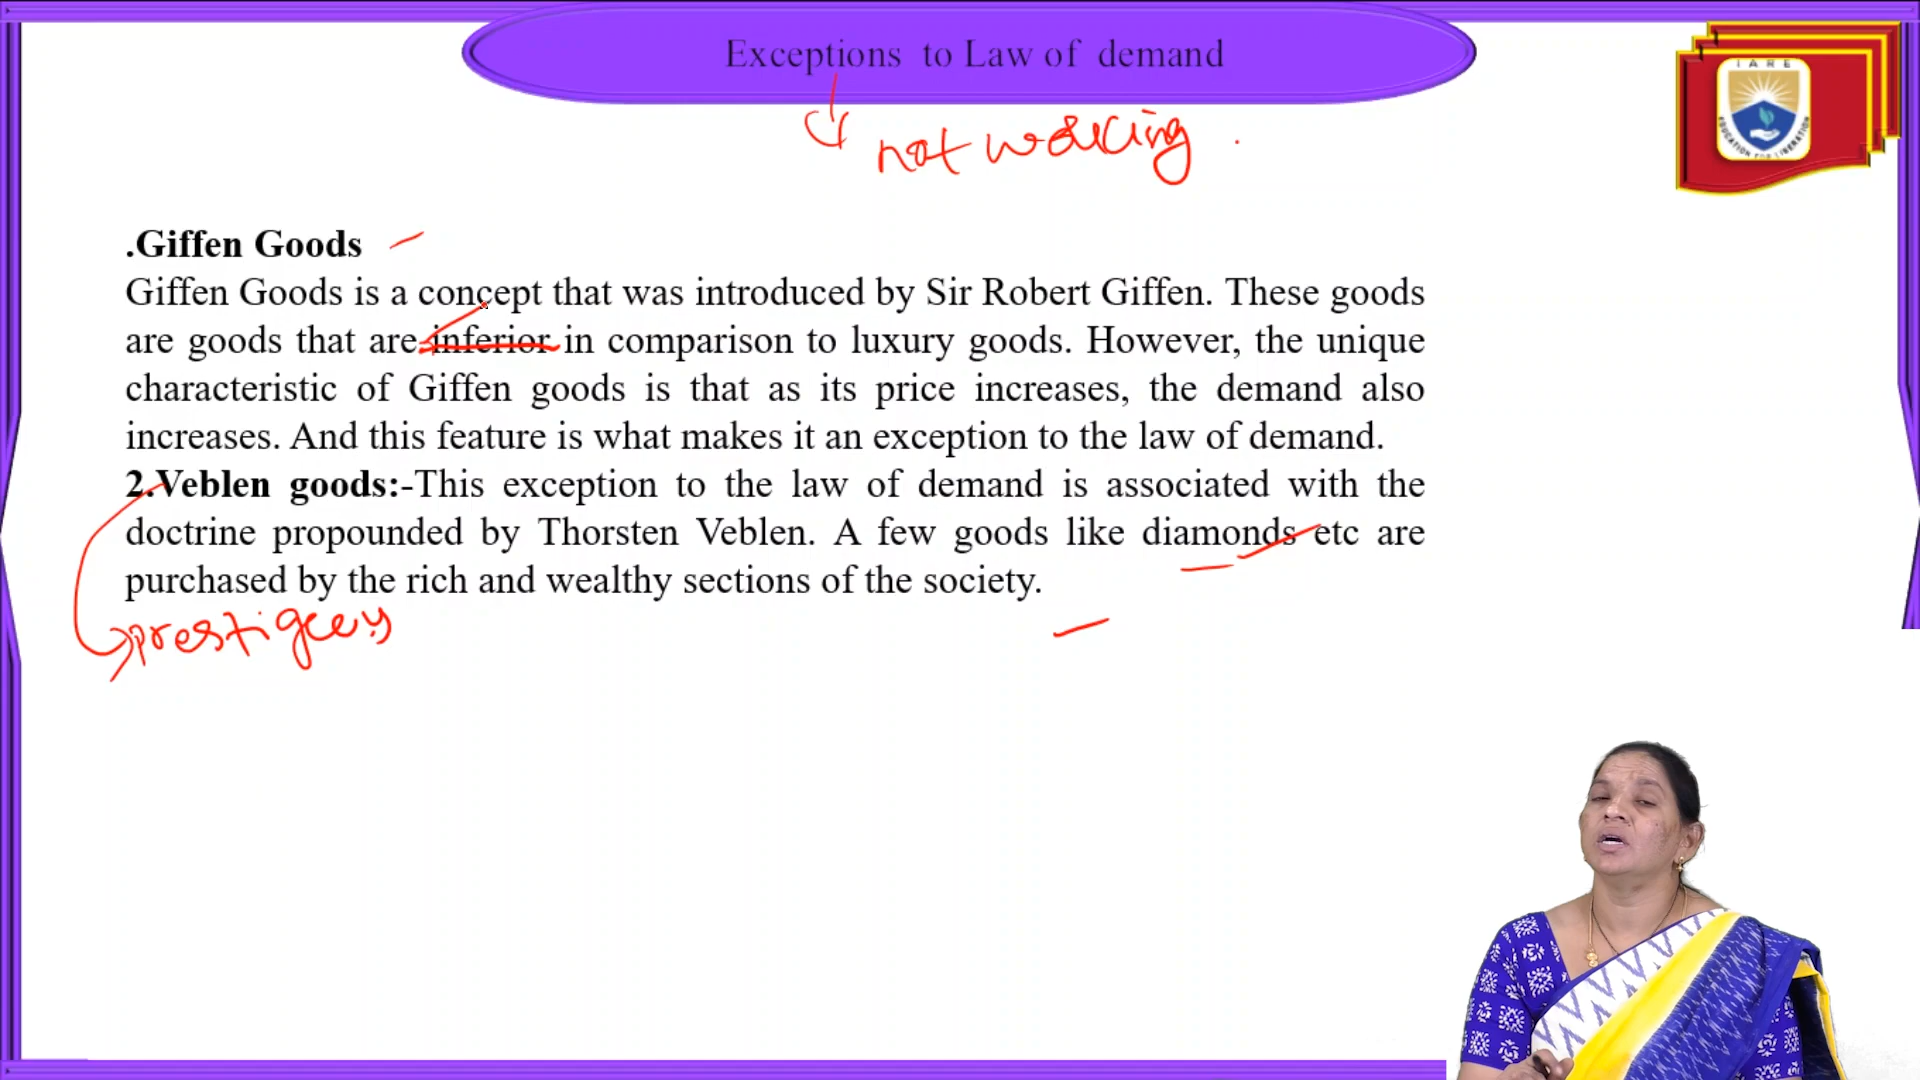 Exceptions to Law of demand
IARE
EDUCATION FOR LIBERATION
not working .
.Giffen Goods
Giffen Goods is a concept that was introduced by Sir Robert Giffen. These goods
are goods that are inferior in comparison to luxury goods. However, the unique
characteristic of Giffen goods is that as its price increases, the demand also
increases. And this feature is what makes it an exception to the law of demand.
2.Veblen goods:-This exception to the law of demand is associated with the
doctrine propounded by Thorsten Veblen. A few goods like diamonds etc are
purchased by the rich and wealthy sections of the society.